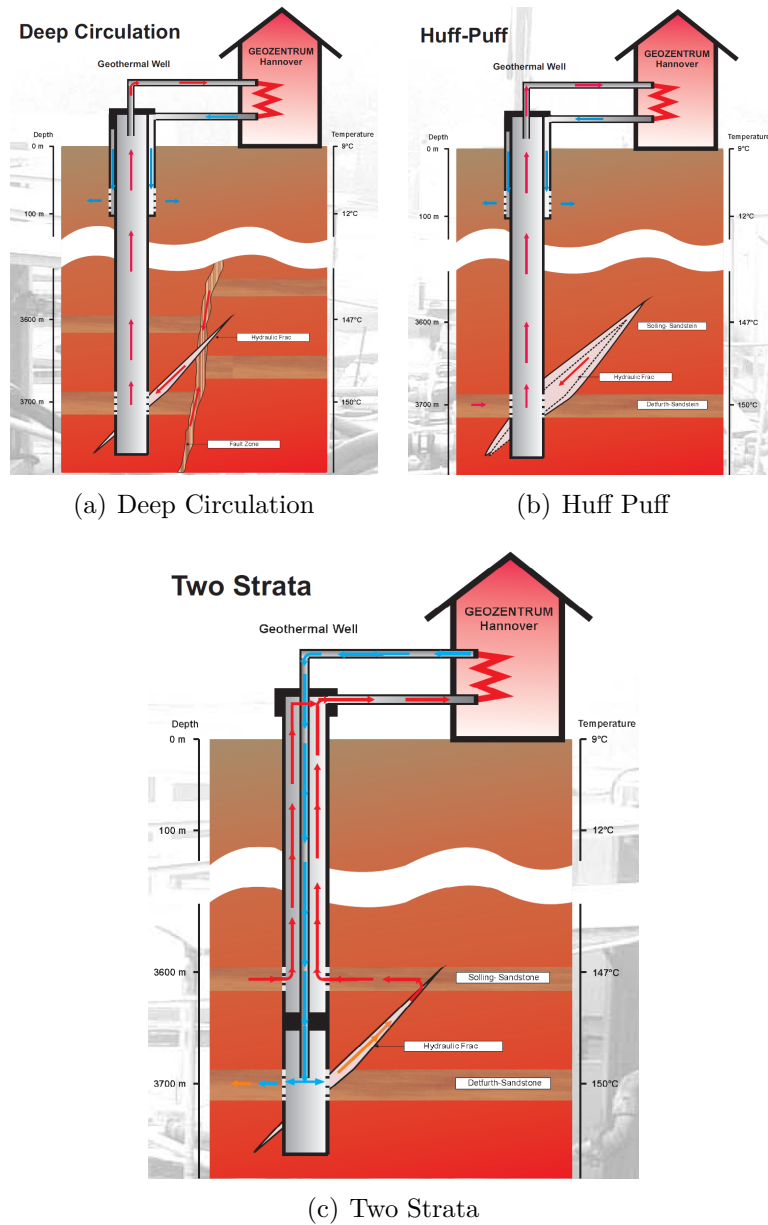 Deep Circulation
GEOZENTRUM
Hannover
Geothermal Well
Depth
Temperature
0 m
9°C
100 m
12°C
3600 m
147°C
Hydraulic Frac
3700 m
150°C
Fault Zone
(a) Deep Circulation
Huff-Puff
GEOZENTRUM
Hannover
Geothermal Well
Depth
Temperature
0 m
9°C
100 m
12°C
3600 m
Solling- Sandstein
147°C
Hydraulic Frac
3700 m
Detfurth-Sandstein
150°C
(b) Huff Puff
Two Strata
GEOZENTRUM
Hannover
Geothermal Well
Depth
Temperature
0 m
9°C
100 m
12°C
3600 m
Solling- Sandstone
147°C
Hydraulic Frac
3700 m
Detfurth-Sandstone
150°C
(c) Two Strata